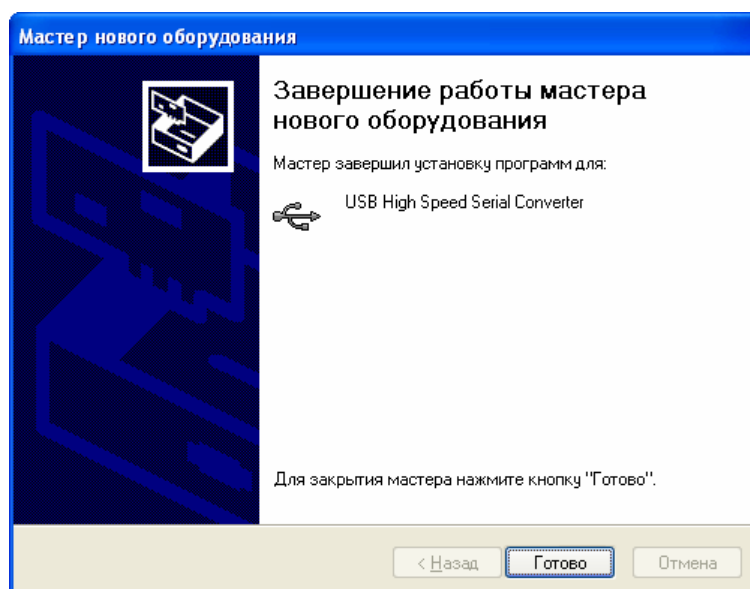 Мастер нового оборудования
Завершение работы мастера
нового оборудования
Мастер завершил установку программ для:
USB High Speed Serial Converter
Для закрытия мастера нажмите кнопку "Готово".
< Назад
Готово
Отмена